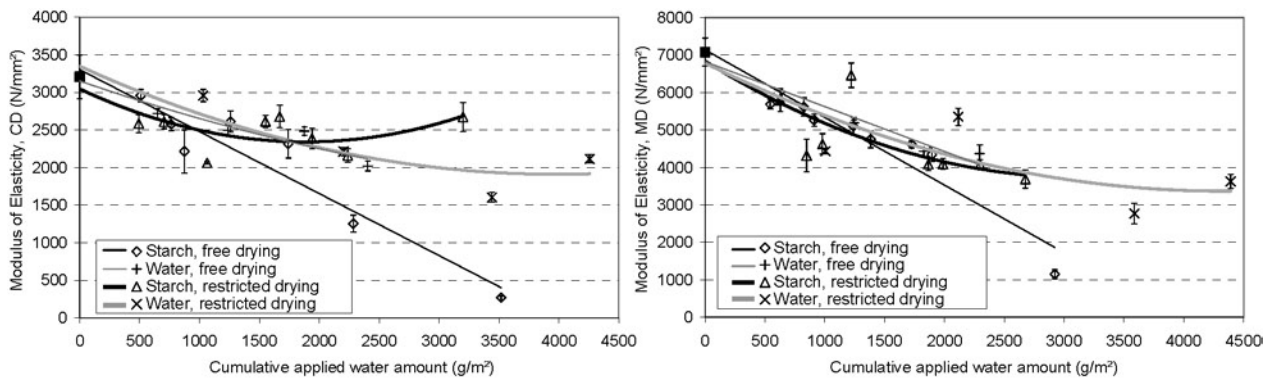 Modulus of Elasticity, CD (N/mm²)
4000
3500
3000
2500
2000
1500
1000
500
0
Starch, free drying
Water, free drying
Starch, restricted drying
Water, restricted drying
0 500 1000 1500 2000 2500 3000 3500 4000 4500
Cumulative applied water amount (g/m²)
Modulus of Elasticity, MD (N/mm²)
8000
7000
6000
5000
4000
3000
2000
1000
0
Starch, free drying
Water, free drying
Starch, restricted drying
Water, restricted drying
0 500 1000 1500 2000 2500 3000 3500 4000 4500
Cumulative applied water amount (g/m²)